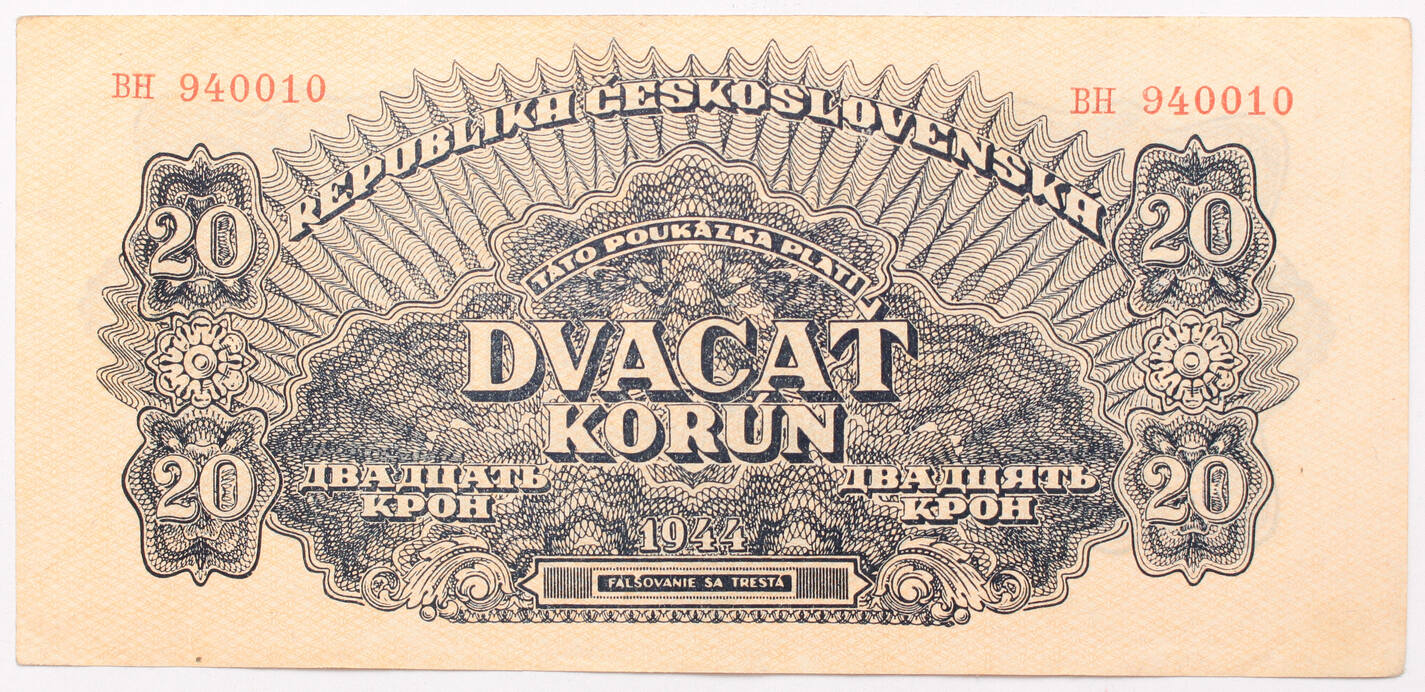 BH 940010
BH 940010
REPUBLIKA ČESKOSLOVENSKÁ
20
20
TÁTO POUKÁZKA PLATÍ
DVACAŤ
KORÚN
ДВАДЦАТЬ
КРОН
ДВАДЦЯТЬ
КРОН
20
20
1944
FALŠOVANIE SA TRESTÁ